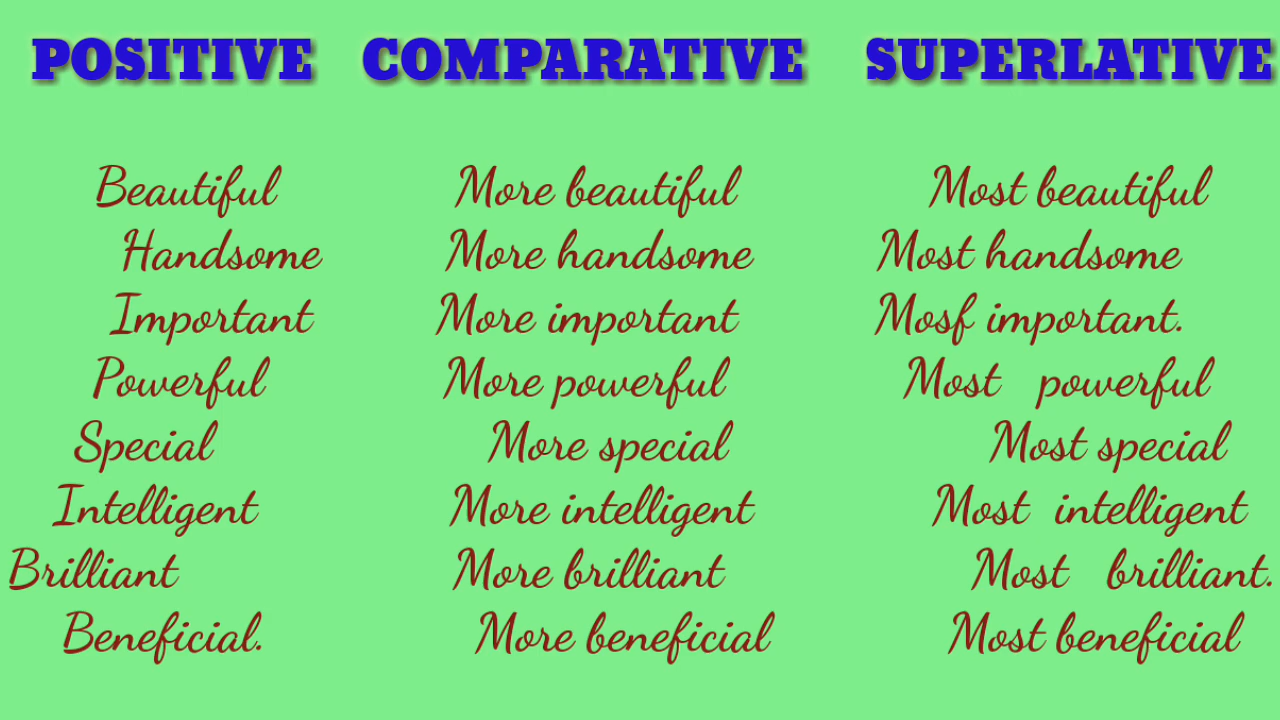 POSITIVE COMPARATIVE SUPERLATIVE
Beautiful More beautiful Most beautiful
Handsome More handsome Most handsome
Important More important Mosf important.
Powerful More powerful Most powerful
Special More special Most special
Intelligent More intelligent Most intelligent
Brilliant More brilliant Most brilliant.
Beneficial. More beneficial Most beneficial